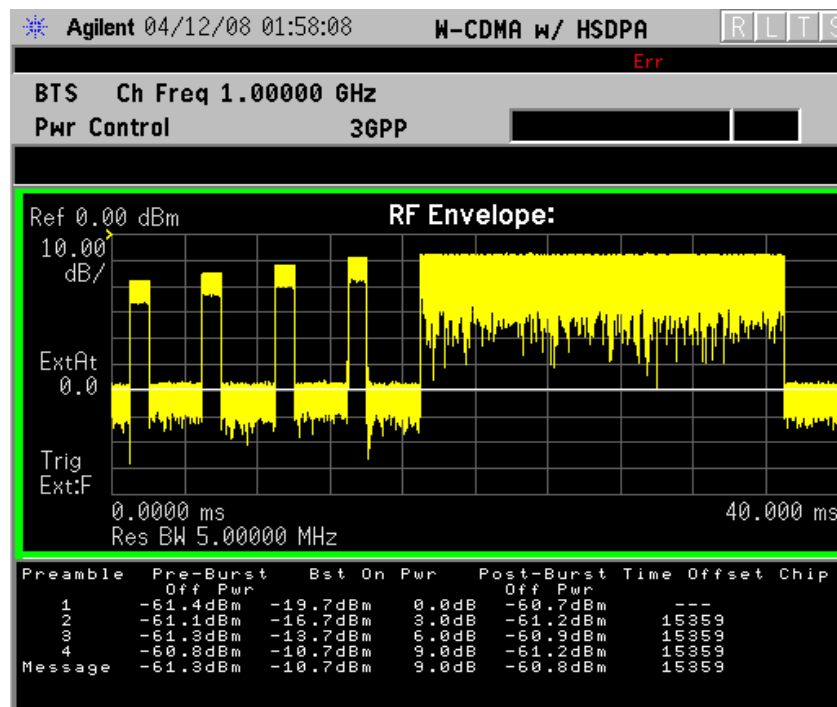 Agilent 04/12/08 01:58:08 W-CDMA w/ HSDPA R L T S
Err
BTS Ch Freq 1.00000 GHz
Pwr Control 3GPP
Ref 0.00 dBm RF Envelope:
10.00
dB/
ExtAt
0.0
Trig
Ext:F
0.0000 ms 40.000 ms
Res BW 5.00000 MHz
Preamble Pre-Burst Bst On Pwr Post-Burst Time Offset Chip
Off Pwr Off Pwr
1 -61.4dBm -19.7dBm 0.0dB -60.7dBm ---
2 -61.1dBm -16.7dBm 3.0dB -61.2dBm 15359
3 -61.3dBm -13.7dBm 6.0dB -60.9dBm 15359
4 -60.8dBm -10.7dBm 9.0dB -61.2dBm 15359
Message -61.3dBm -10.7dBm 9.0dB -60.8dBm 15359